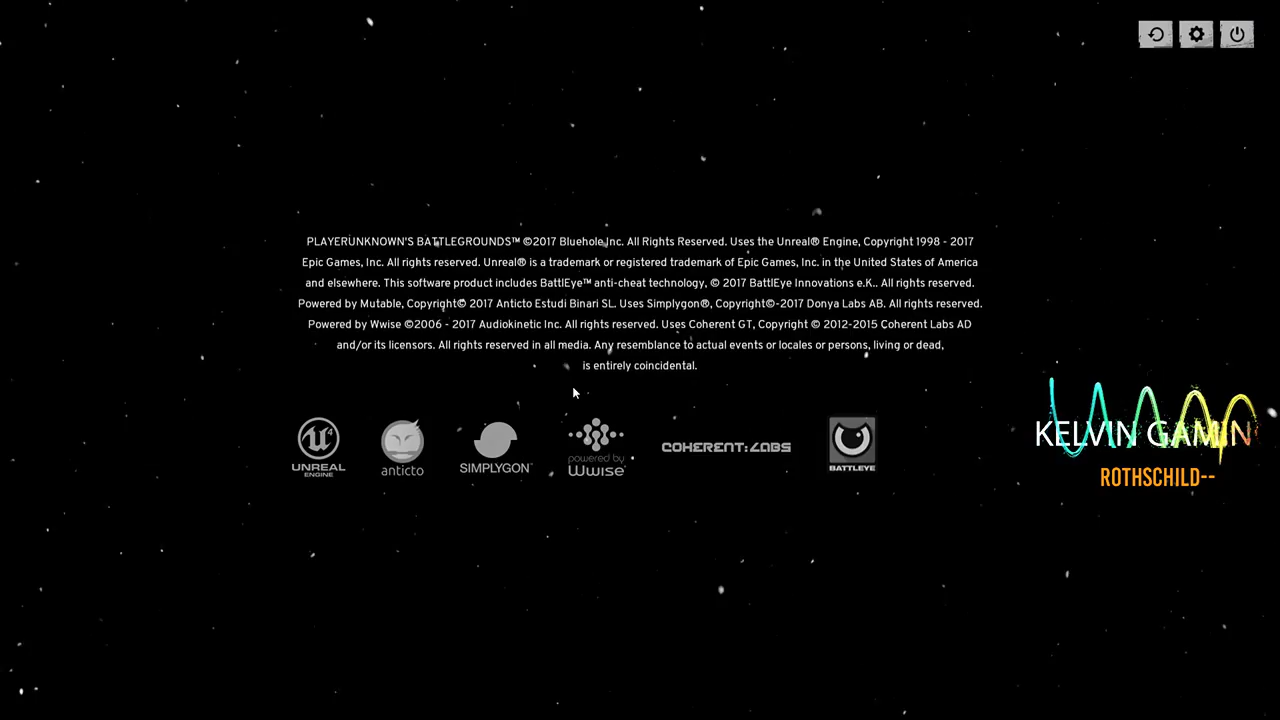 PLAYERUNKNOWN'S BATTLEGROUNDS™ ©2017 Bluehole,Inc. All Rights Reserved. Uses the Unreal® Engine, Copyright 1998 - 2017
Epic Games, Inc. All rights reserved. Unreal® is a trademark or registered trademark of Epic Games, Inc. in the United States of America
and elsewhere. This software product includes BattlEye™ anti-cheat technology, © 2017 BattlEye Innovations e.K.. All rights reserved.
Powered by Mutable, Copyright© 2017 Anticto Estudi Binari SL. Uses Simplygon®, Copyright©-2017 Donya Labs AB. All rights reserved.
Powered by Wwise ©2006 - 2017 Audiokinetic Inc. All rights reserved. Uses Coherent GT, Copyright © 2012-2015 Coherent Labs AD
and/or its licensors. All rights reserved in all media. Any resemblance to actual events or locales or persons, living or dead,
is entirely coincidental.
4
UNREAL
ENGINE
anticto
SIMPLYGON™
powered by
Wwise®
COHERENT:LABS
BATTLEYE
KELVIN GAMIN
ROTHSCHILD--